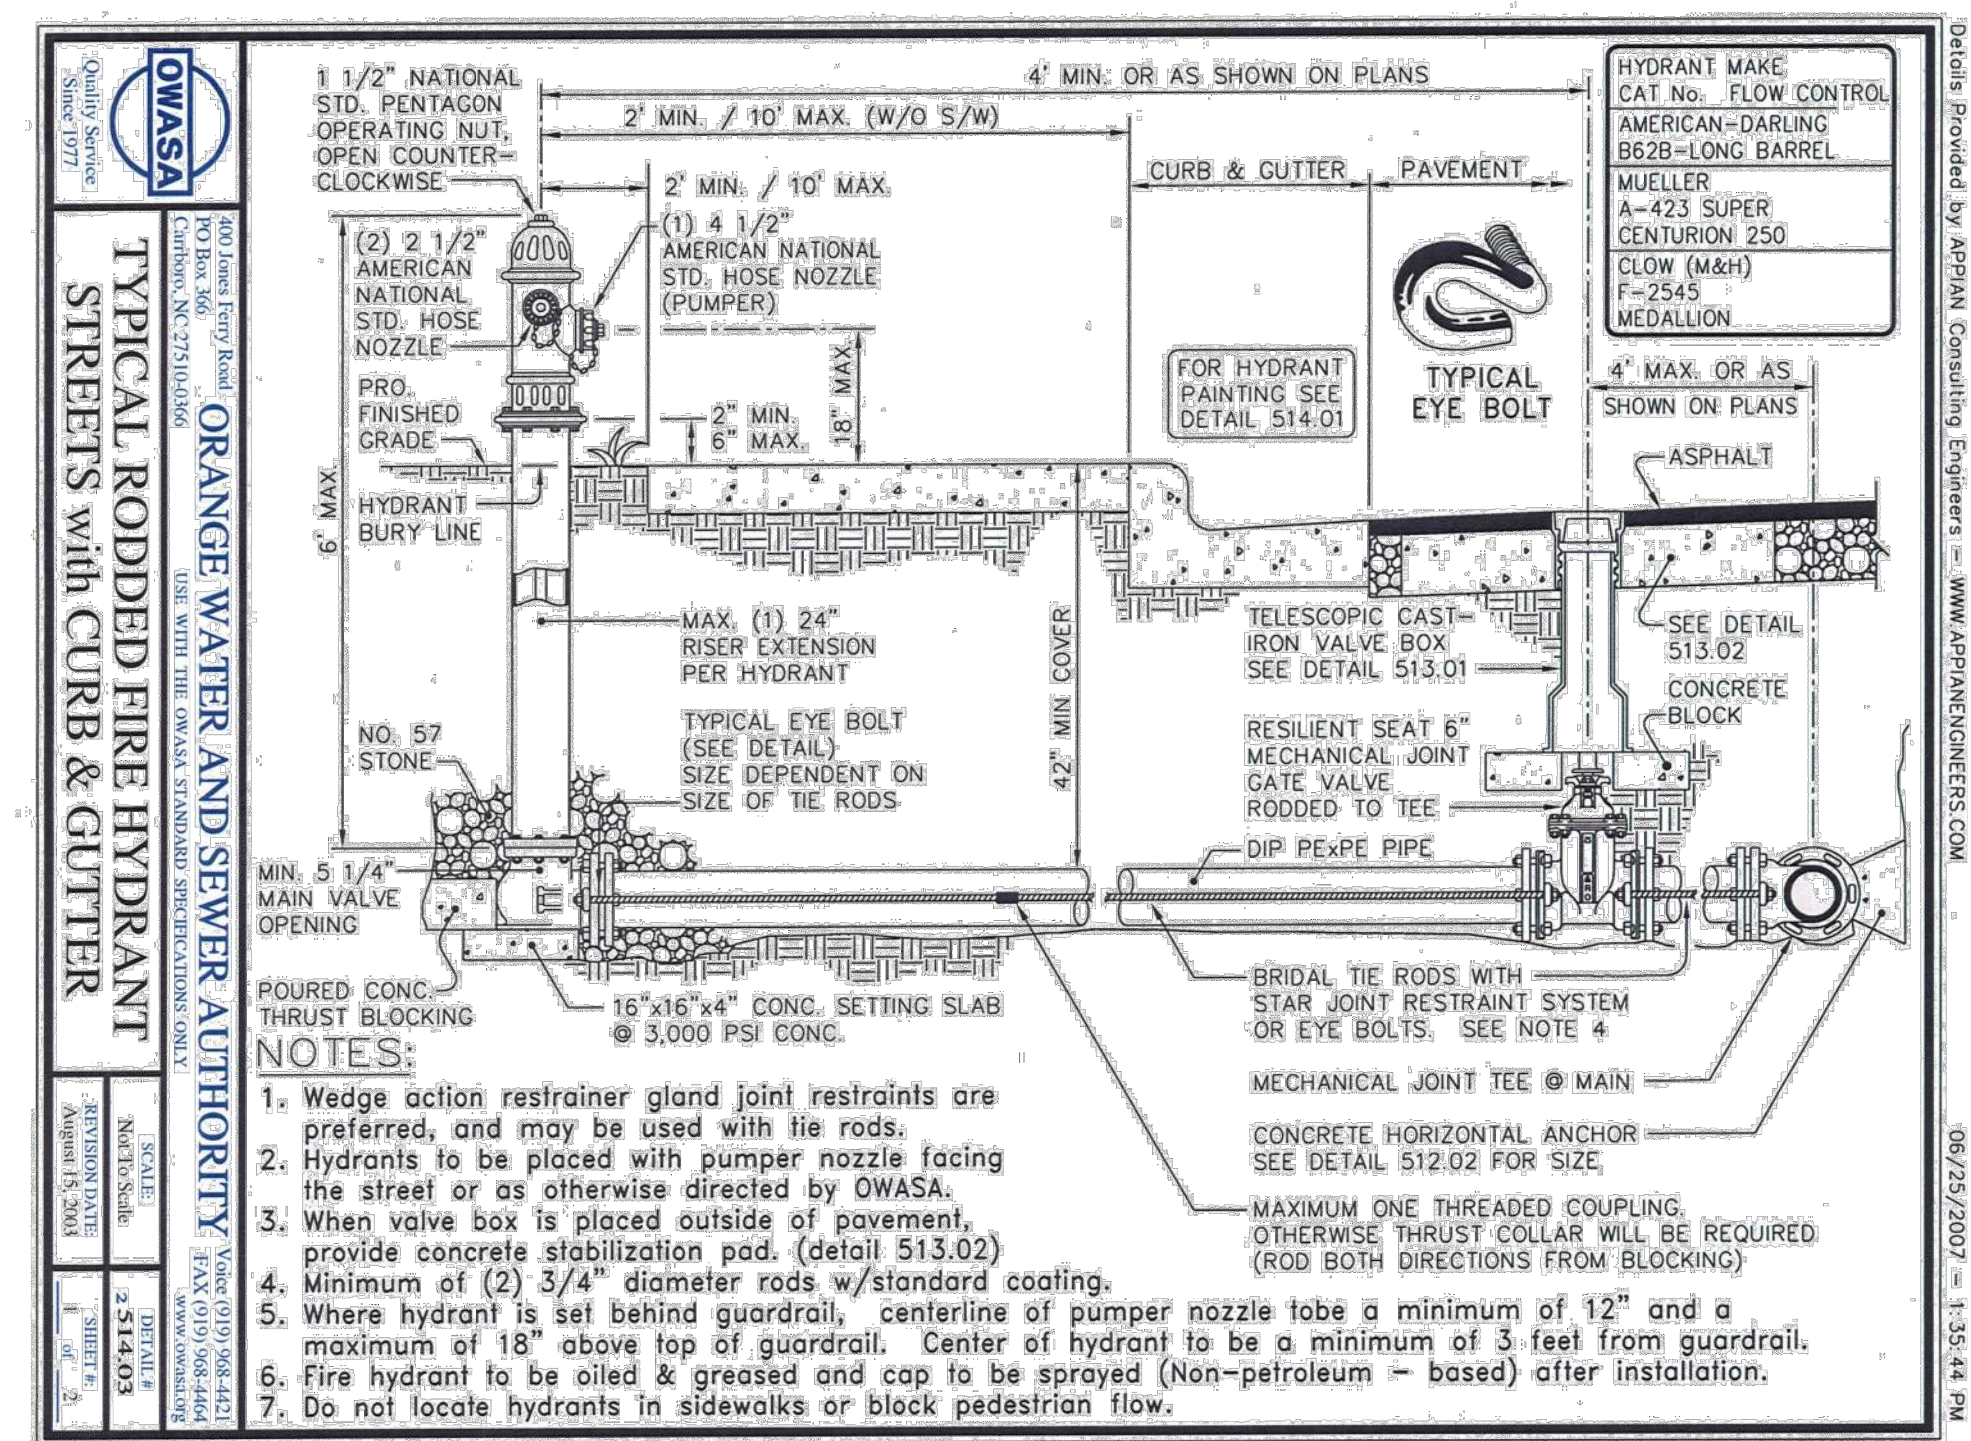 1 1/2" NATIONAL
STD. PENTAGON
OPERATING NUT,
OPEN COUNTER-
CLOCKWISE
4' MIN. OR AS SHOWN ON PLANS
2' MIN. / 10' MAX. (W/O S/W)
2' MIN. / 10' MAX.
CURB & GUTTER
PAVEMENT
HYDRANT MAKE
CAT No. FLOW CONTROL
AMERICAN-DARLING
B62B-LONG BARREL
MUELLER
A-423 SUPER
CENTURION 250
CLOW (M&H)
F-2545
MEDALLION
(2) 2 1/2"
AMERICAN
NATIONAL
STD. HOSE
NOZZLE
(1) 4 1/2"
AMERICAN NATIONAL
STD. HOSE NOZZLE
(PUMPER)
18" MAX.
2" MIN.
6" MAX.
PRO.
FINISHED
GRADE
HYDRANT
BURY LINE
6' MAX.
FOR HYDRANT
PAINTING SEE
DETAIL 514.01
TYPICAL
EYE BOLT
4' MAX. OR AS
SHOWN ON PLANS
ASPHALT
MAX. (1) 24"
RISER EXTENSION
PER HYDRANT
42" MIN COVER
TELESCOPIC CAST-
IRON VALVE BOX
SEE DETAIL 513.01
SEE DETAIL
513.02
CONCRETE
BLOCK
NO. 57
STONE
TYPICAL EYE BOLT
(SEE DETAIL)
SIZE DEPENDENT ON
SIZE OF TIE RODS
RESILIENT SEAT 6"
MECHANICAL JOINT
GATE VALVE
RODDED TO TEE
DIP PExPE PIPE
MIN. 5 1/4"
MAIN VALVE
OPENING
POURED CONC.
THRUST BLOCKING
16"x16"x4" CONC. SETTING SLAB
@ 3,000 PSI CONC.
BRIDAL TIE RODS WITH
STAR JOINT RESTRAINT SYSTEM
OR EYE BOLTS. SEE NOTE 4
MECHANICAL JOINT TEE @ MAIN
CONCRETE HORIZONTAL ANCHOR
SEE DETAIL 512.02 FOR SIZE
MAXIMUM ONE THREADED COUPLING.
OTHERWISE THRUST COLLAR WILL BE REQUIRED
(ROD BOTH DIRECTIONS FROM BLOCKING)
NOTES:
1. Wedge action restrainer gland joint restraints are
preferred, and may be used with tie rods.
2. Hydrants to be placed with pumper nozzle facing
the street or as otherwise directed by OWASA.
3. When valve box is placed outside of pavement,
provide concrete stabilization pad. (detail 513.02)
4. Minimum of (2) 3/4" diameter rods w/standard coating.
5. Where hydrant is set behind guardrail, centerline of pumper nozzle tobe a minimum of 12" and a
maximum of 18" above top of guardrail. Center of hydrant to be a minimum of 3 feet from guardrail.
6. Fire hydrant to be oiled & greased and cap to be sprayed (Non-petroleum - based) after installation.
7. Do not locate hydrants in sidewalks or block pedestrian flow.
OWASA
Quality Service
Since 1977
400 Jones Ferry Road
PO Box 366
Carrboro, NC 27510-0366
ORANGE WATER AND SEWER AUTHORITY
USE WITH THE OWASA STANDARD SPECIFICATIONS ONLY
Voice (919) 968-4421
FAX (919) 968-4464
www.owasa.org
TYPICAL RODDED FIRE HYDRANT
STREETS with CURB & GUTTER
SCALE:
Not To Scale
REVISION DATE:
August 15, 2003
DETAIL #
2514.03
SHEET #:
1 of 2
Details Provided by APPIAN Consulting Engineers - WWW.APPIANENGINEERS.COM
06/25/2007 - 1:35:44 PM